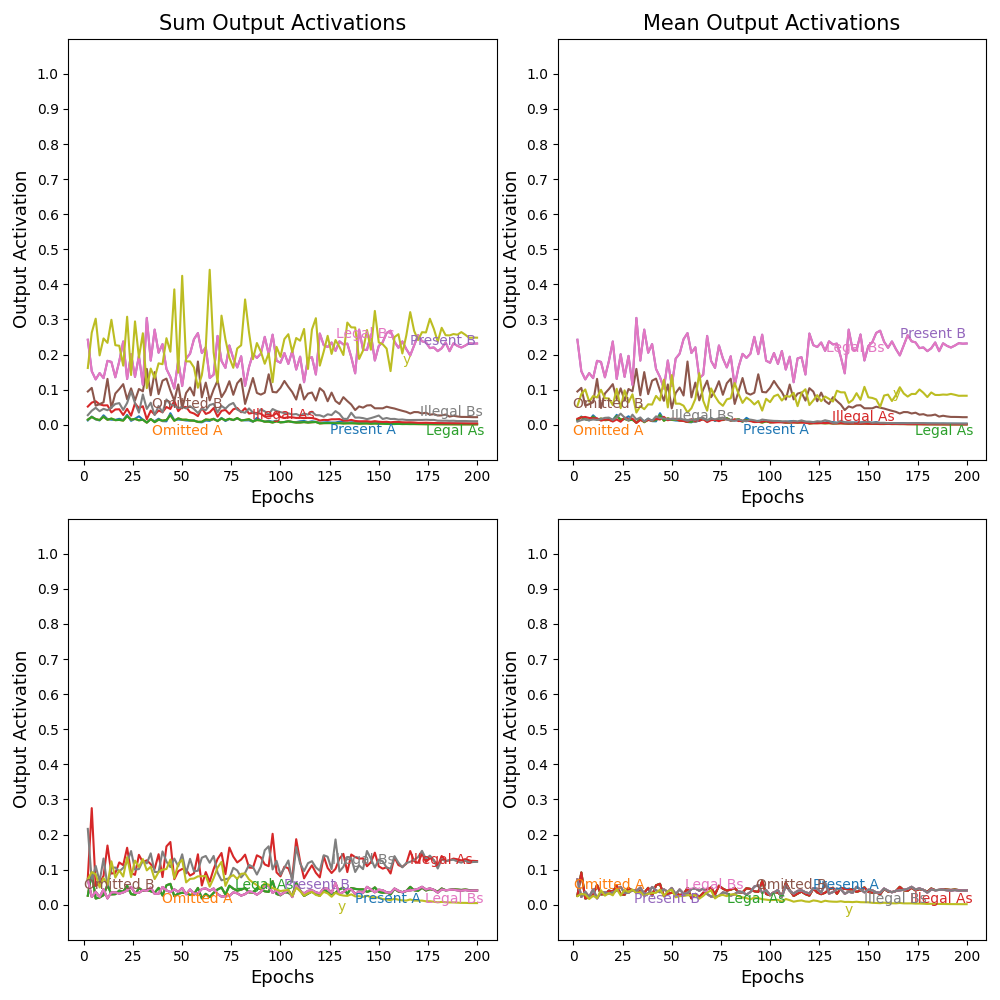 Sum Output Activations
Mean Output Activations
Output Activation
1.0
0.9
0.8
0.7
0.6
0.5
0.4
0.3
0.2
0.1
0.0
Legal Bs
Present B
y
Omitted B
Illegal As
Illegal Bs
Omitted A
Present A
Legal As
0 25 50 75 100 125 150 175 200
Epochs
Output Activation
1.0
0.9
0.8
0.7
0.6
0.5
0.4
0.3
0.2
0.1
0.0
Present B
Legal Bs
y
Omitted B
Illegal Bs
Illegal As
Omitted A
Present A
Legal As
0 25 50 75 100 125 150 175 200
Epochs
Output Activation
1.0
0.9
0.8
0.7
0.6
0.5
0.4
0.3
0.2
0.1
0.0
Illegal Bs
Illegal As
Omitted B
Legal As
Present B
Omitted A
Present A
Legal Bs
y
0 25 50 75 100 125 150 175 200
Epochs
Output Activation
1.0
0.9
0.8
0.7
0.6
0.5
0.4
0.3
0.2
0.1
0.0
Omitted A
Legal Bs
Omitted B
Present A
Present B
Legal As
Illegal Bs
Illegal As
y
0 25 50 75 100 125 150 175 200
Epochs